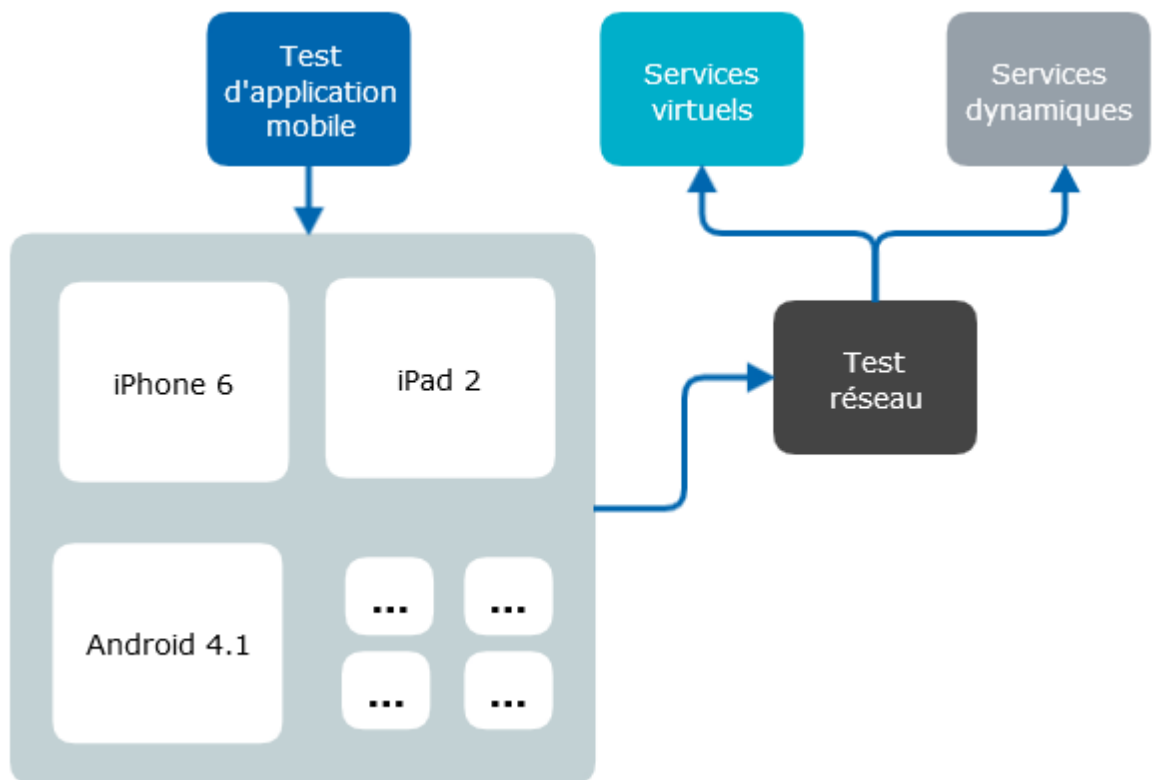 Test
d'application
mobile
Services
virtuels
Services
dynamiques
iPhone 6
iPad 2
Test
réseau
Android 4.1
...
...
...
...